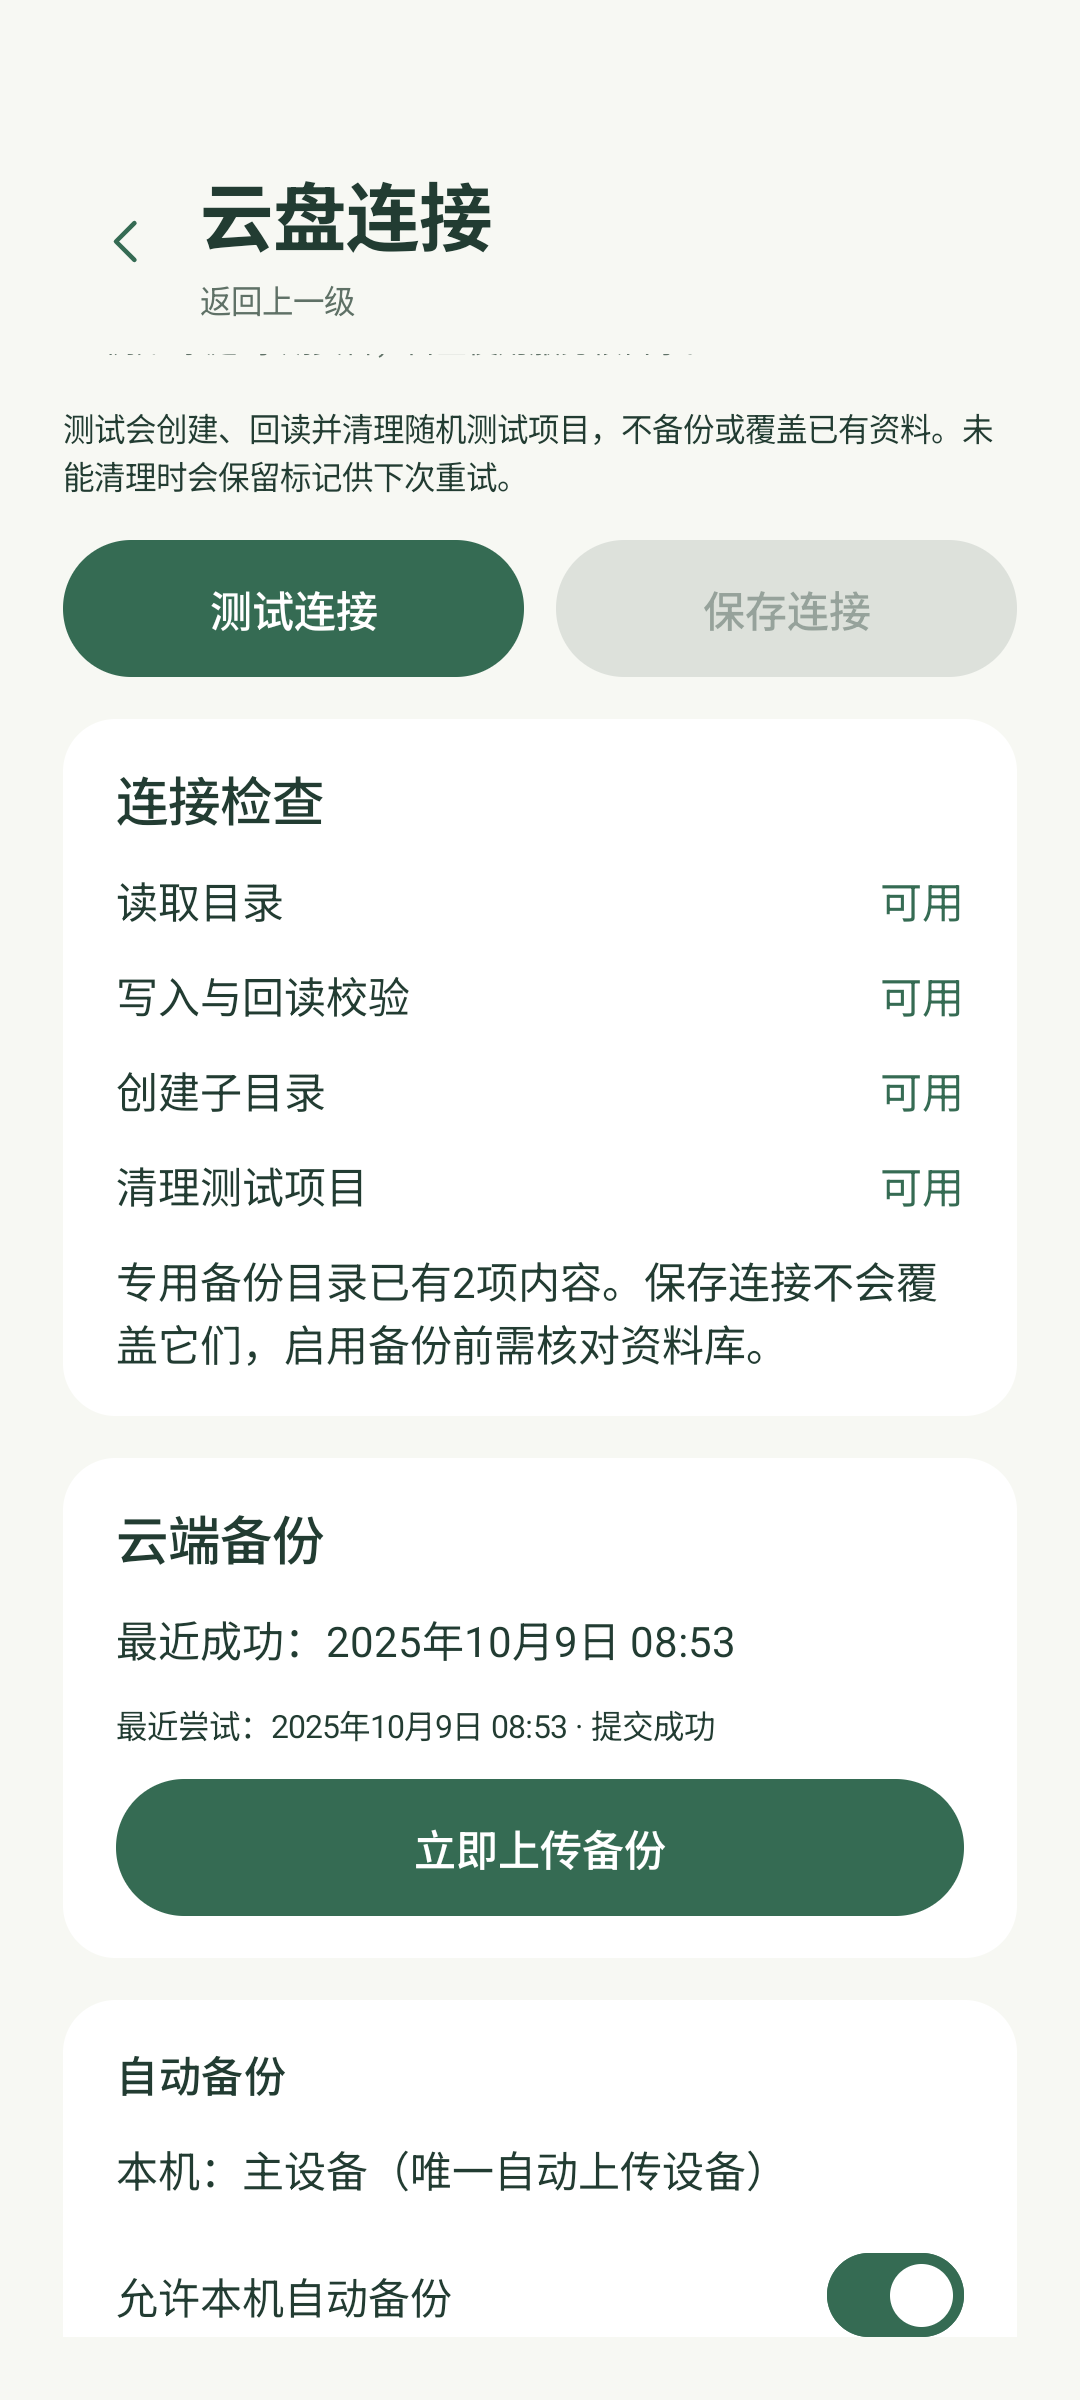 云盘连接
返回上一级
测试会创建、回读并清理随机测试项目，不备份或覆盖已有资料。未
能清理时会保留标记供下次重试。
测试连接
保存连接
连接检查
读取目录 可用
写入与回读校验 可用
创建子目录 可用
清理测试项目 可用
专用备份目录已有2项内容。保存连接不会覆
盖它们，启用备份前需核对资料库。
云端备份
最近成功：2025年10月9日 08:53
最近尝试：2025年10月9日 08:53 · 提交成功
立即上传备份
自动备份
本机：主设备（唯一自动上传设备）
允许本机自动备份